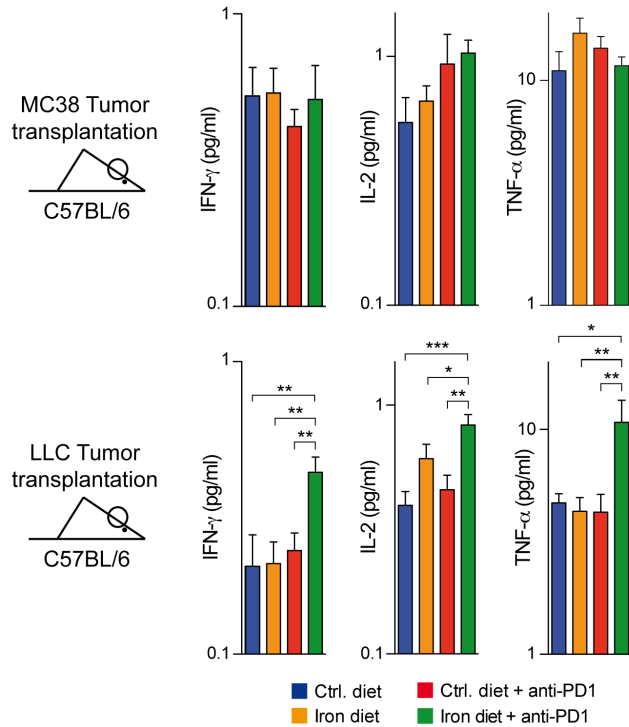 MC38 Tumor
transplantation
C57BL/6
1
IFN-γ (pg/ml)
0.1
1
IL-2 (pg/ml)
0.1
10
TNF-α (pg/ml)
1
LLC Tumor
transplantation
C57BL/6
1
**
**
**
IFN-γ (pg/ml)
0.1
***
*
**
1
IL-2 (pg/ml)
0.1
*
**
**
10
TNF-α (pg/ml)
1
Ctrl. diet
Ctrl. diet + anti-PD1
Iron diet
Iron diet + anti-PD1